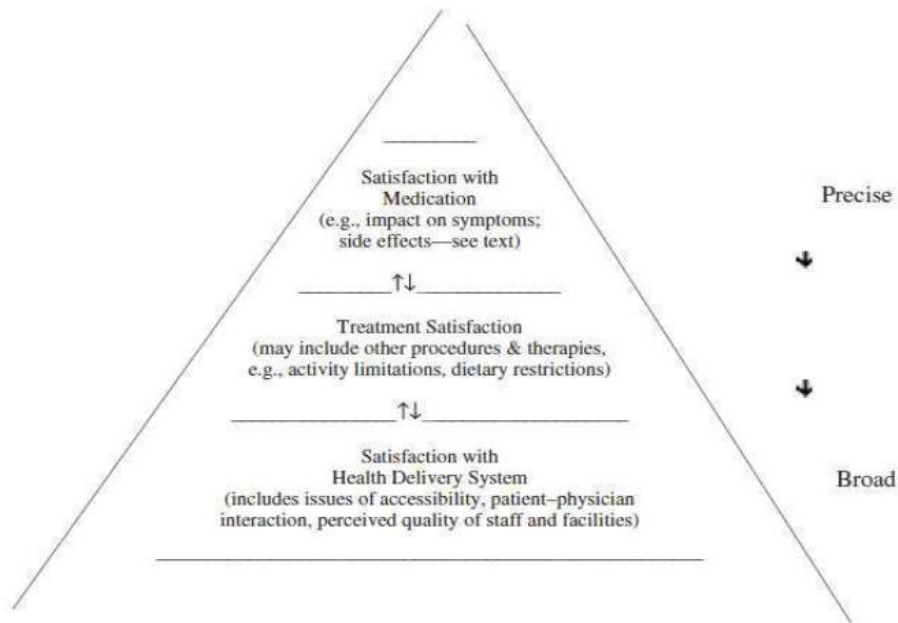 Satisfaction with
Medication
(e.g., impact on symptoms;
side effects—see text)
Precise
↑↓
Treatment Satisfaction
(may include other procedures & therapies,
e.g., activity limitations, dietary restrictions)
↑↓
Satisfaction with
Health Delivery System
(includes issues of accessibility, patient–physician
interaction, perceived quality of staff and facilities)
Broad